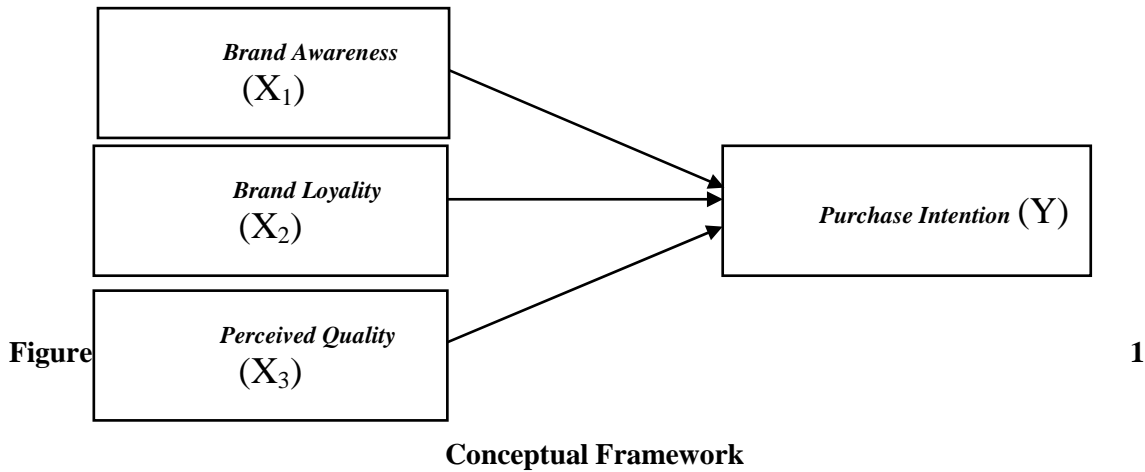 Brand Awareness
(X₁)
Brand Loyality
(X₂)
Purchase Intention (Y)
Perceived Quality
(X₃)
Figure 1
Conceptual Framework